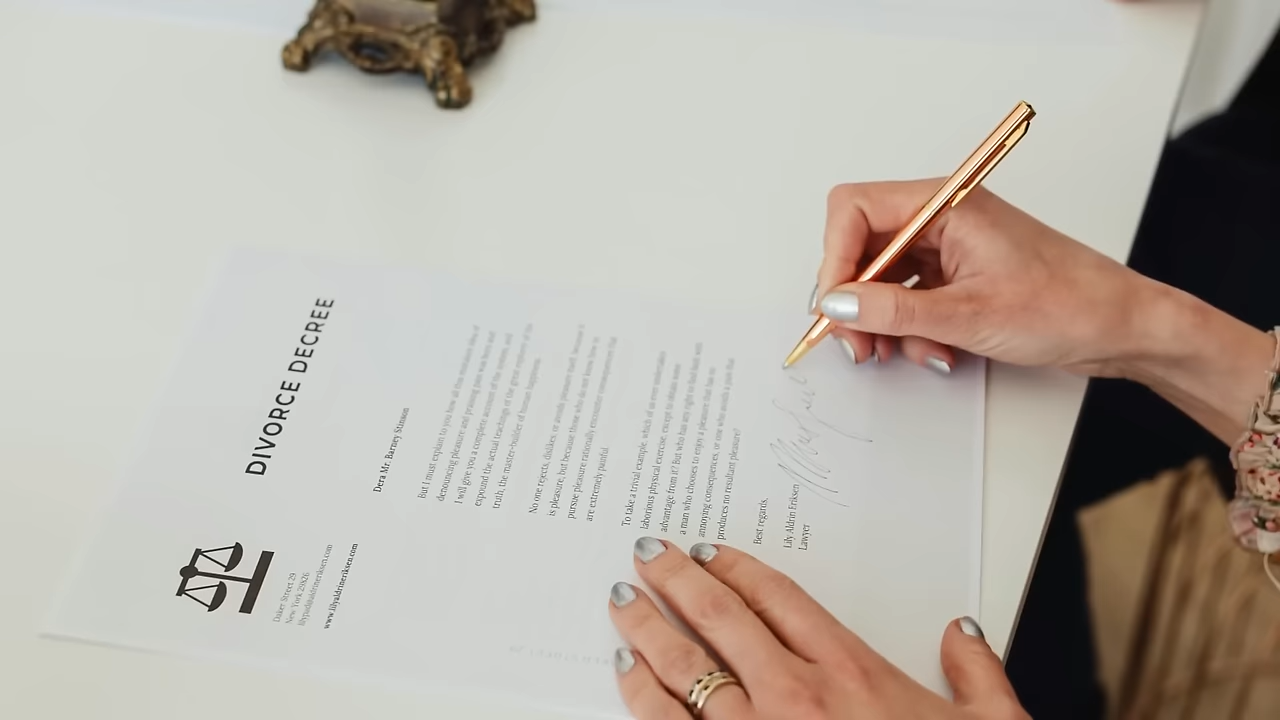 DIVORCE DECREE
Daker Street 29
New York 29826
lilypad@aldrineriksen.com
www.lilyaldrineriksen.com
Dera Mr. Barney Stinson
But I must explain to you how all this mistaken idea of
denouncing pleasure and praising pain was born and
I will give you a complete account of the system, and
expound the actual teachings of the great explorer of the
truth, the master-builder of human happiness.
No one rejects, dislikes, or avoids pleasure itself, because it
is pleasure, but because those who do not know how to
pursue pleasure rationally encounter consequences that
are extremely painful.
To take a trivial example, which of us ever undertakes
laborious physical exercise, except to obtain some
advantage from it? But who has any right to find fault with
a man who chooses to enjoy a pleasure that has no
annoying consequences, or one who avoids a pain that
produces no resultant pleasure?
Best regards,
Lily Aldrin Eriksen
Lawyer